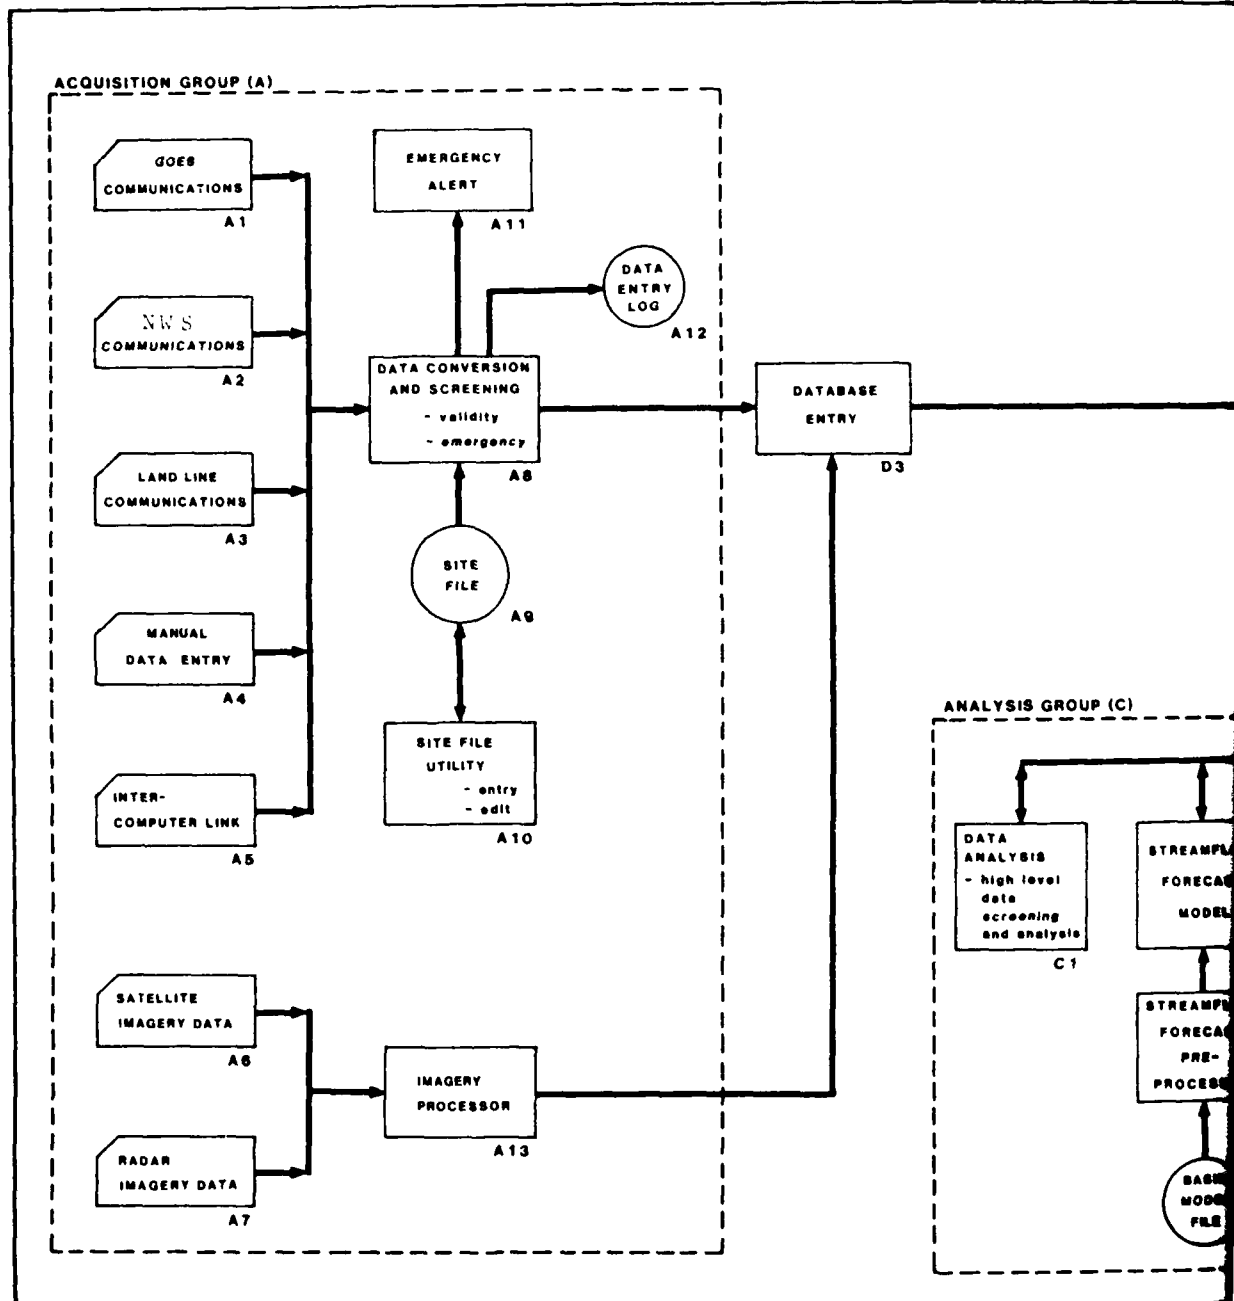 ACQUISITION GROUP (A)
GOES
COMMUNICATIONS
A1
NWS
COMMUNICATIONS
A2
LAND LINE
COMMUNICATIONS
A3
MANUAL
DATA ENTRY
A4
INTER-
COMPUTER LINK
A5
SATELLITE
IMAGERY DATA
A6
RADAR
IMAGERY DATA
A7
EMERGENCY
ALERT
A11
DATA
ENTRY
LOG
A12
DATA CONVERSION
AND SCREENING
- validity
- emergency
A8
SITE
FILE
A9
SITE FILE
UTILITY
- entry
- edit
A10
IMAGERY
PROCESSOR
A13
DATABASE
ENTRY
D3
ANALYSIS GROUP (C)
DATA
ANALYSIS
- high level
data
screening
and analysis
C1
MODEL
PRE-
FILE